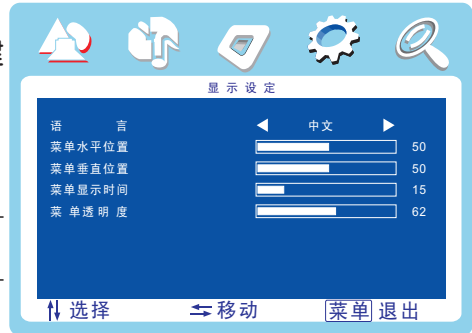 显示设定
语言 中文
菜单水平位置 50
菜单垂直位置 50
菜单显示时间 15
菜单透明度 62
选择 移动 菜单 退出